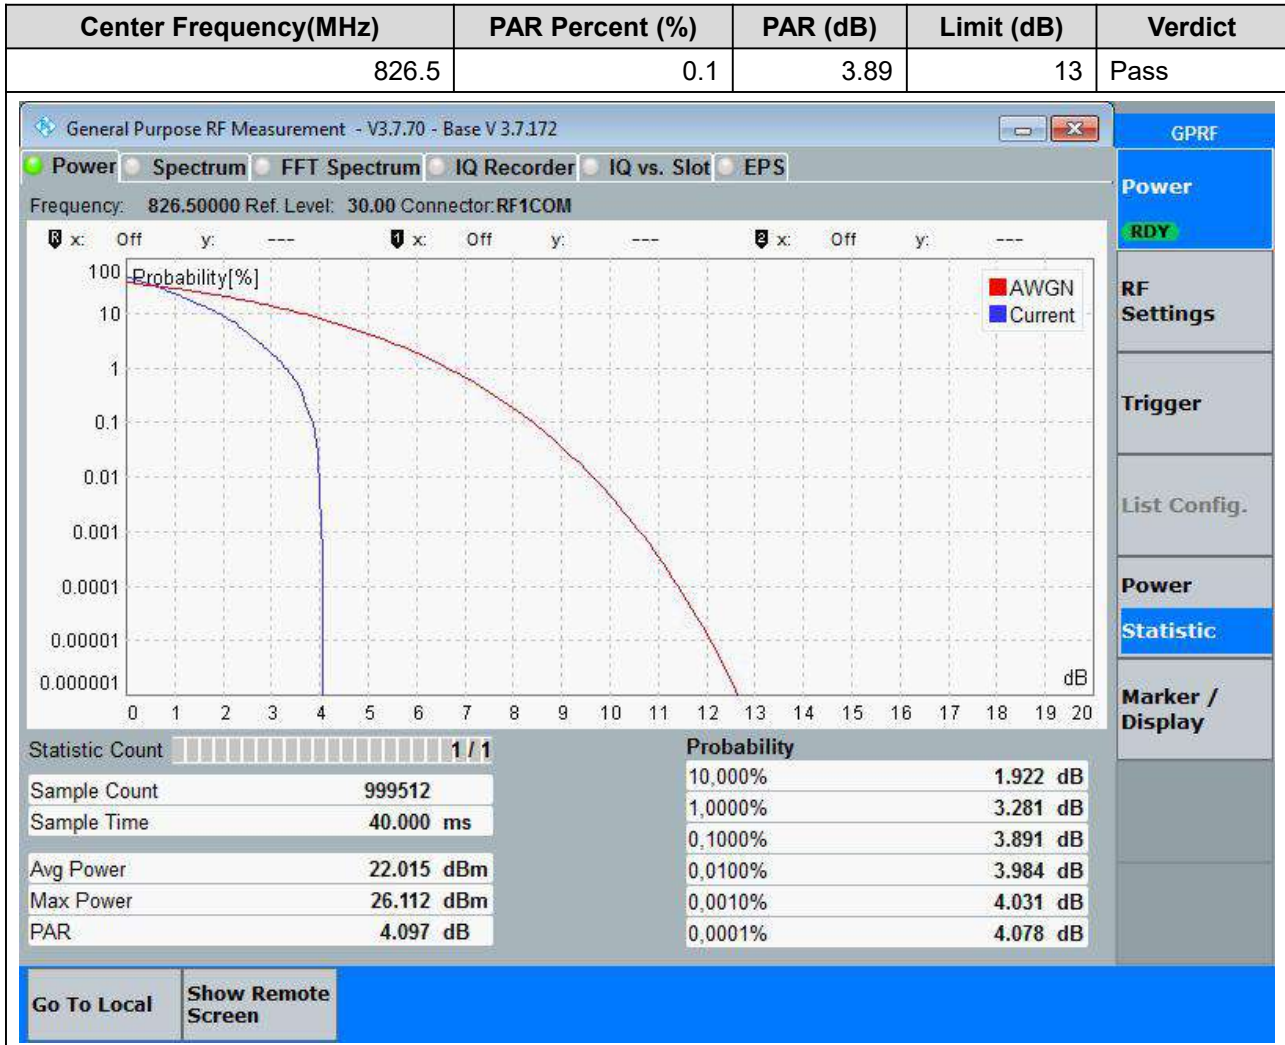 Center Frequency(MHz) PAR Percent (%) PAR (dB) Limit (dB) Verdict
826.5 0.1 3.89 13 Pass
General Purpose RF Measurement - V3.7.70 - Base V 3.7.172
GPRF
Power Spectrum FFT Spectrum IQ Recorder IQ vs. Slot EPS
Frequency: 826.50000 Ref. Level: 30.00 Connector: RF1COM
Power
RDY
R x: Off y: --- 1 x: Off y: --- 2 x: Off y: ---
Probability[%]
AWGN
Current
100
10
1
0.1
0.01
0.001
0.0001
0.00001
0.000001
dB
0 1 2 3 4 5 6 7 8 9 10 11 12 13 14 15 16 17 18 19 20
RF
Settings
Trigger
List Config.
Power
Statistic
Marker /
Display
Statistic Count 1 / 1
Sample Count 999512
Sample Time 40.000 ms
Avg Power 22.015 dBm
Max Power 26.112 dBm
PAR 4.097 dB
Probability
10,000% 1.922 dB
1,0000% 3.281 dB
0,1000% 3.891 dB
0,0100% 3.984 dB
0,0010% 4.031 dB
0,0001% 4.078 dB
Go To Local
Show Remote
Screen